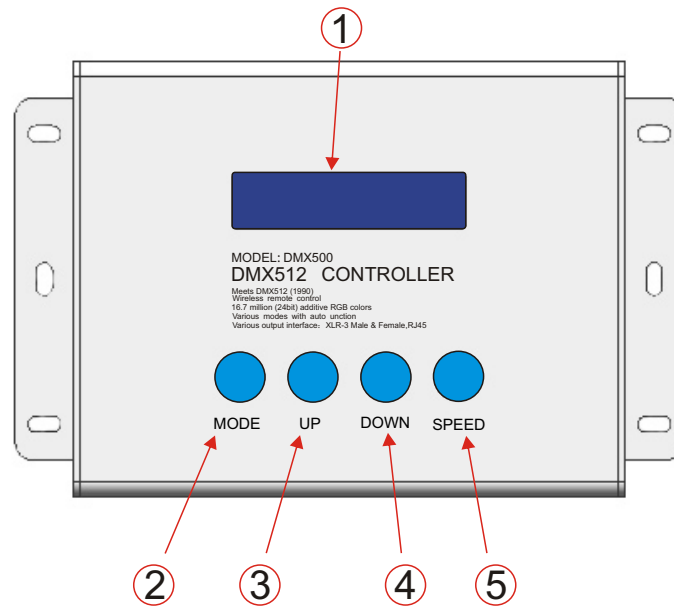 1
MODEL: DMX500
DMX512 CONTROLLER
Meets DMX512 (1990)
Wireless remote control
16.7 million (24bit) additive RGB colors
Various modes with auto unction
Various output interface: XLR-3 Male & Female,RJ45
MODE UP DOWN SPEED
2 3 4 5